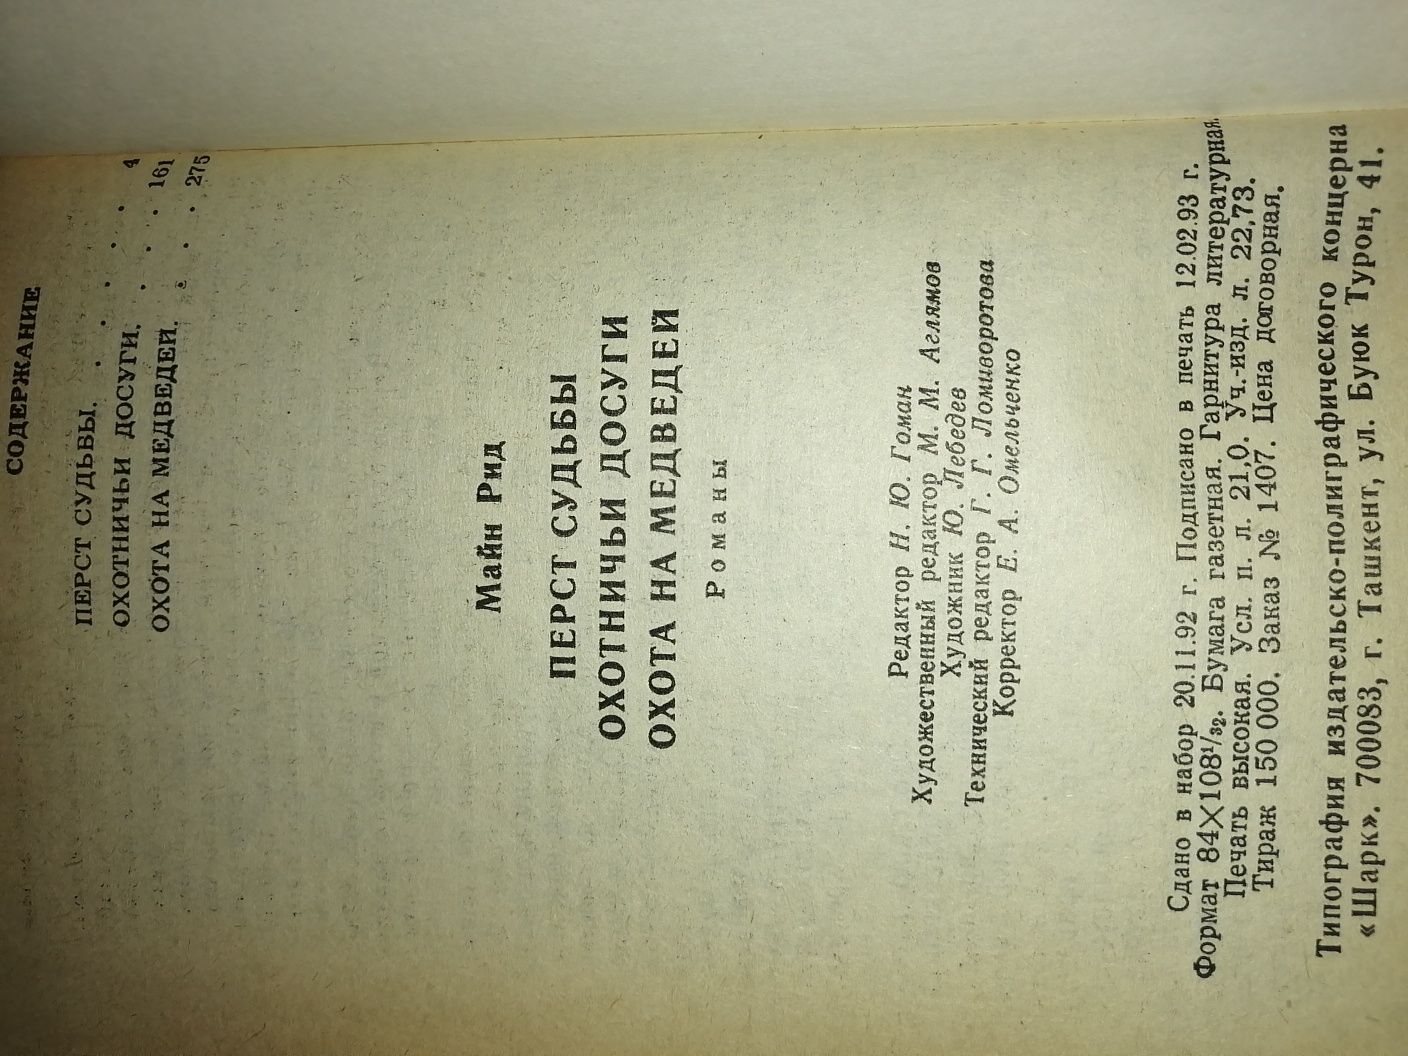 СОДЕРЖАНИЕ
ПЕРСТ СУДЬБЫ. . . . . . 4
ОХОТНИЧЬИ ДОСУГИ. . . . 161
ОХОТА НА МЕДВЕДЕЙ. . . . 275
Майн Рид
ПЕРСТ СУДЬБЫ
ОХОТНИЧЬИ ДОСУГИ
ОХОТА НА МЕДВЕДЕЙ
Романы
Редактор Н. Ю. Гоман
Художественный редактор М. М. Аглямов
Художник Ю. Лебедев
Технический редактор Г. Г. Ломиворотова
Корректор Е. А. Омельченко
Сдано в набор 20.11.92 г. Подписано в печать 12.02.93 г.
Формат 84×108¹/₃₂. Бумага газетная. Гарнитура литературная
Печать высокая. Усл. п. л. 21,0. Уч.-изд. л. 22,73.
Тираж 150 000. Заказ № 1407. Цена договорная.
Типография издательско-полиграфического концерна
«Шарк». 700083, г. Ташкент, ул. Буюк Турон, 41.